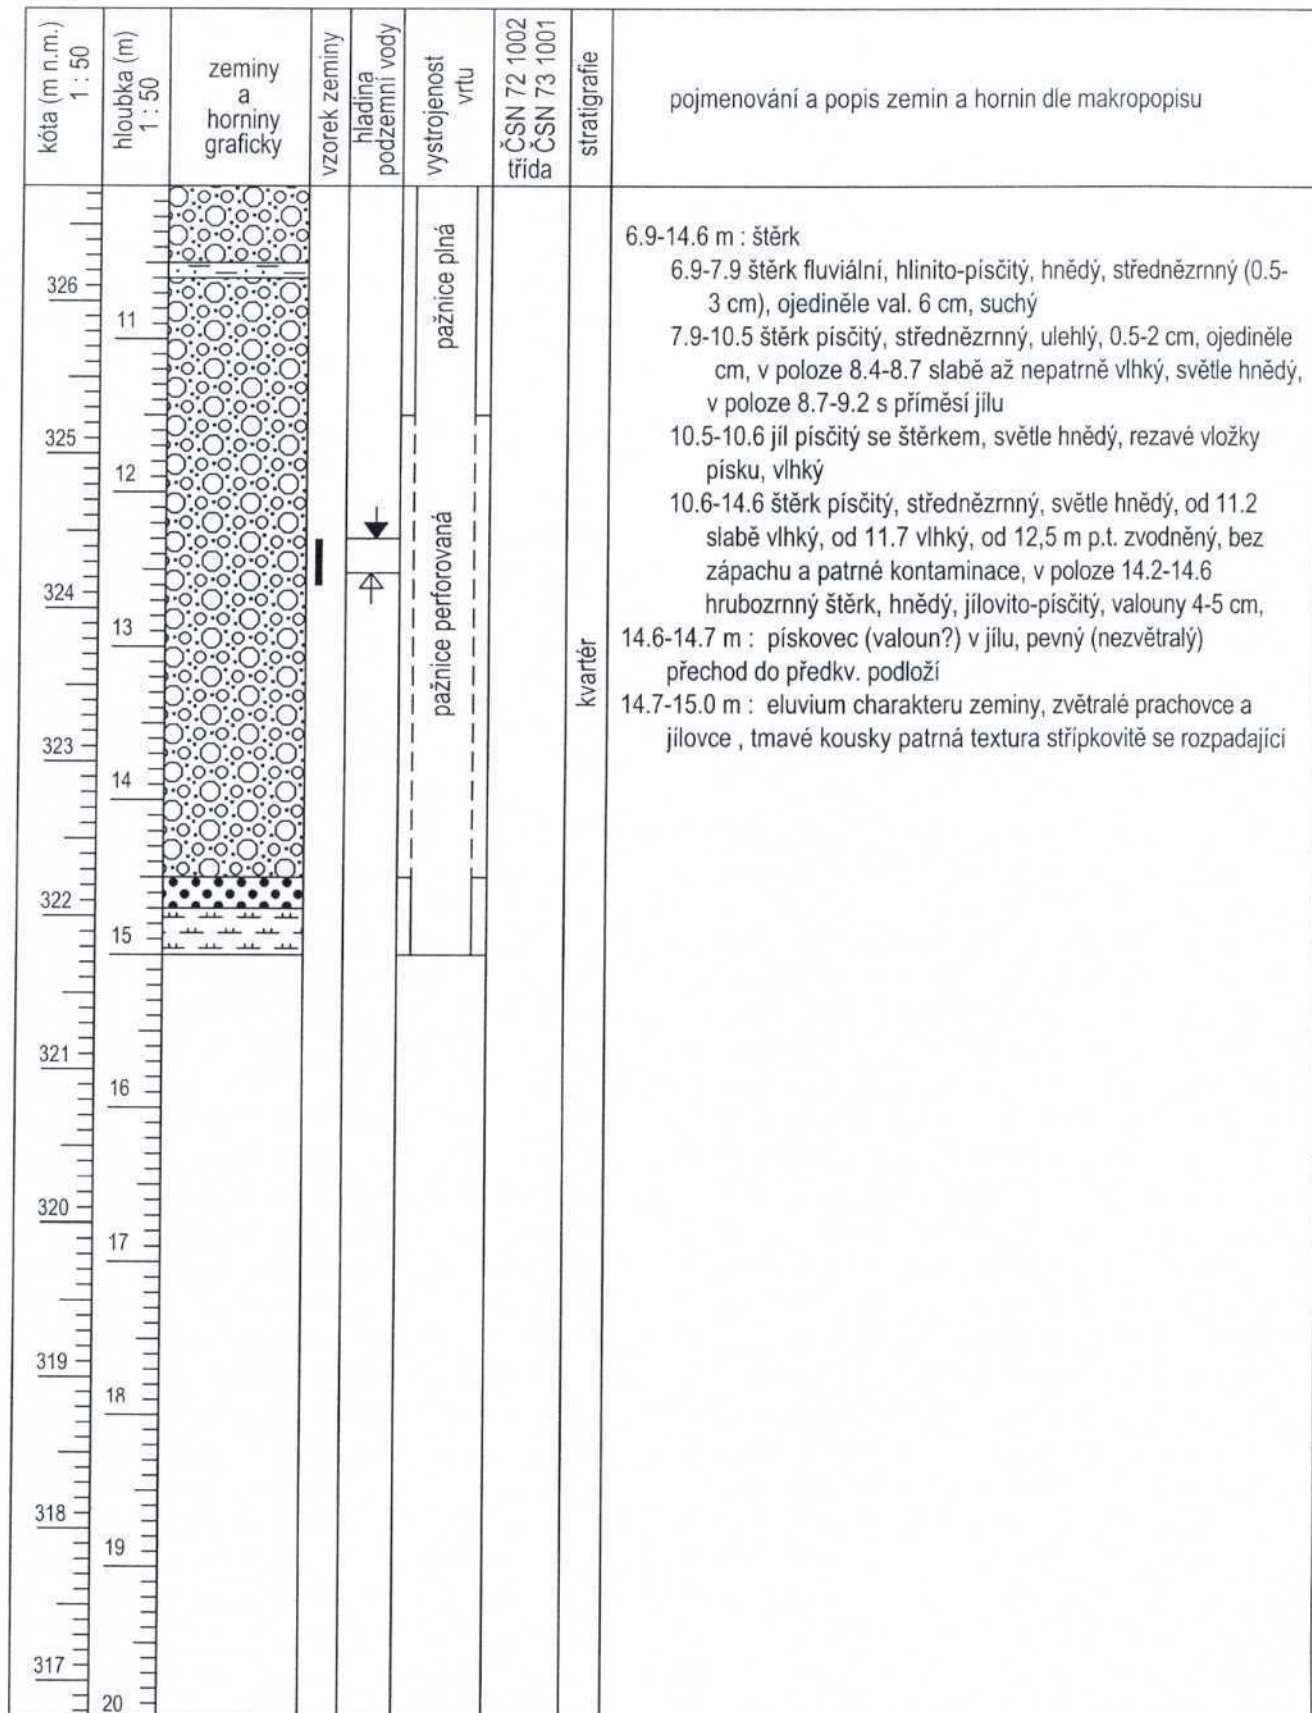 kóta (m n.m.)
1 : 50
hloubka (m)
1 : 50
zeminy
a
horniny
graficky
vzorek zeminy
hladina
podzemní vody
vystrojenost
vrtu
ČSN 72 1002
ČSN 73 1001
třída
stratigrafie
pojmenování a popis zemin a hornin dle makropopisu
326
325
324
323
322
321
320
319
318
317
11
12
13
14
15
16
17
18
19
20
pažnice plná
pažnice perforovaná
kvartér
6.9-14.6 m : štěrk
6.9-7.9 štěrk fluviální, hlinito-písčitý, hnědý, střednězrnný (0.5-
3 cm), ojediněle val. 6 cm, suchý
7.9-10.5 štěrk písčitý, střednězrnný, ulehlý, 0.5-2 cm, ojediněle
cm, v poloze 8.4-8.7 slabě až nepatrně vlhký, světle hnědý,
v poloze 8.7-9.2 s příměsí jílu
10.5-10.6 jíl písčitý se štěrkem, světle hnědý, rezavé vložky
písku, vlhký
10.6-14.6 štěrk písčitý, střednězrnný, světle hnědý, od 11.2
slabě vlhký, od 11.7 vlhký, od 12,5 m p.t. zvodněný, bez
zápachu a patrné kontaminace, v poloze 14.2-14.6
hrubozrnný štěrk, hnědý, jílovito-písčitý, valouny 4-5 cm,
14.6-14.7 m : pískovec (valoun?) v jílu, pevný (nezvětralý)
přechod do předkv. podloží
14.7-15.0 m : eluvium charakteru zeminy, zvětralé prachovce a
jílovce , tmavé kousky patrná textura střípkovitě se rozpadající